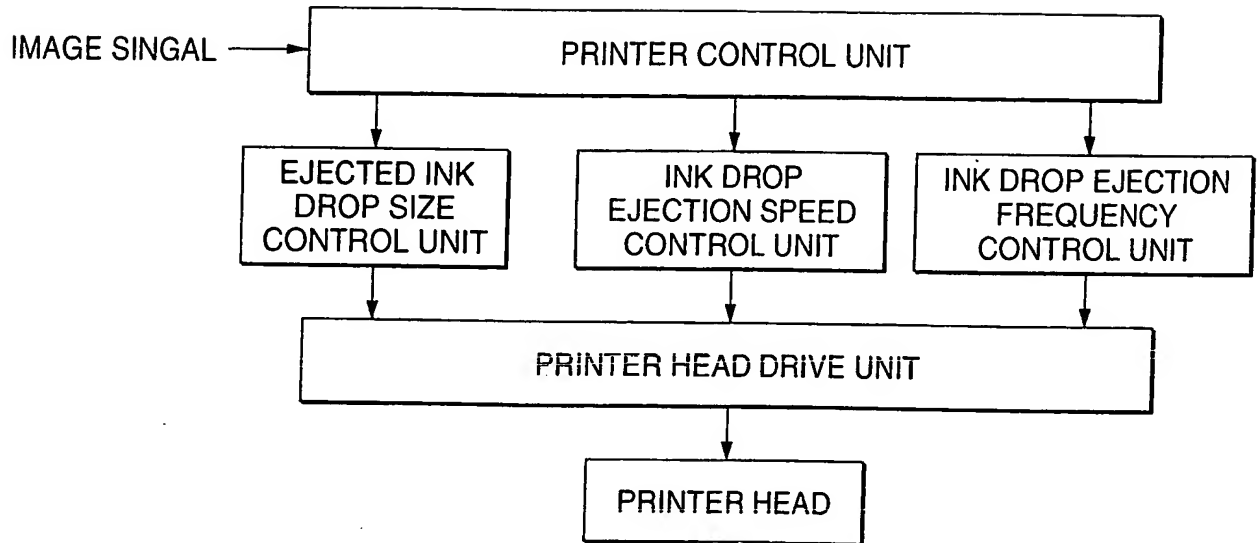 IMAGE SINGAL
PRINTER CONTROL UNIT
EJECTED INK
DROP SIZE
CONTROL UNIT
INK DROP
EJECTION SPEED
CONTROL UNIT
INK DROP EJECTION
FREQUENCY
CONTROL UNIT
PRINTER HEAD DRIVE UNIT
PRINTER HEAD